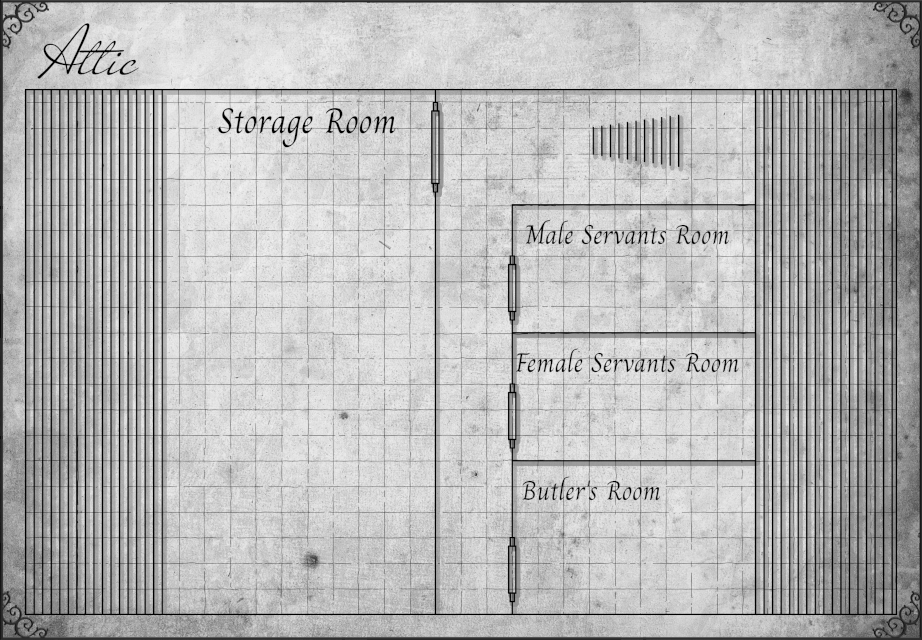 Attic
Storage Room
Male Servants Room
Female Servants Room
Butler's Room